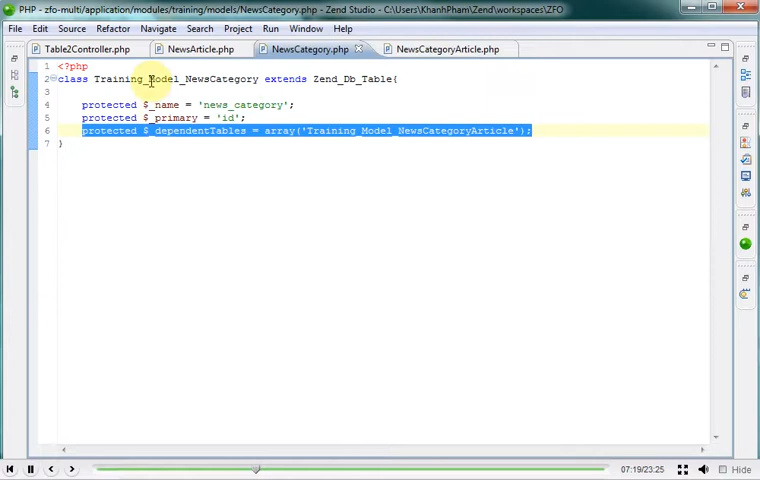 PHP - zfo-multi/application/modules/training/models/NewsCategory.php - Zend Studio - C:\Users\KhanhPham\Zend\workspaces\ZFO
File Edit Source Refactor Navigate Search Project Run Window Help
Table2Controller.php NewsArticle.php NewsCategory.php NewsCategoryArticle.php
1 <?php
2 class Training_Model_NewsCategory extends Zend_Db_Table{
3
4 protected $_name = 'news_category';
5 protected $_primary = 'id';
6 protected $_dependentTables = array('Training_Model_NewsCategoryArticle');
7 }
07:19/23:25 Hide